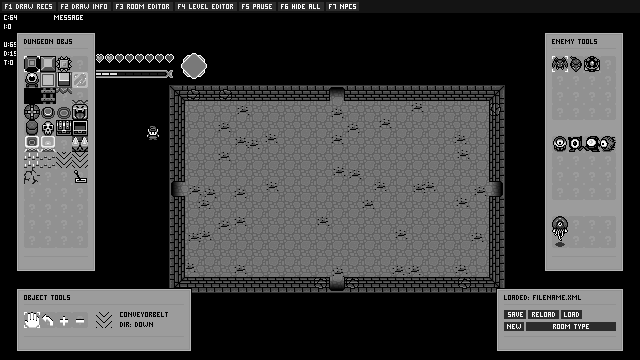 F1 DRAW RECS F2 DRAW INFO F3 ROOM EDITOR F4 LEVEL EDITOR F5 PAUSE F6 HIDE ALL F7 NPCS
C:64 MESSAGE
I:0
T:0
DUNGEON OBJS
ENEMY TOOLS
OBJECT TOOLS
CONVEYORBELT
DIR: DOWN
LOADED: FILENAME.XML
SAVE RELOAD LOAD
NEW ROOM TYPE